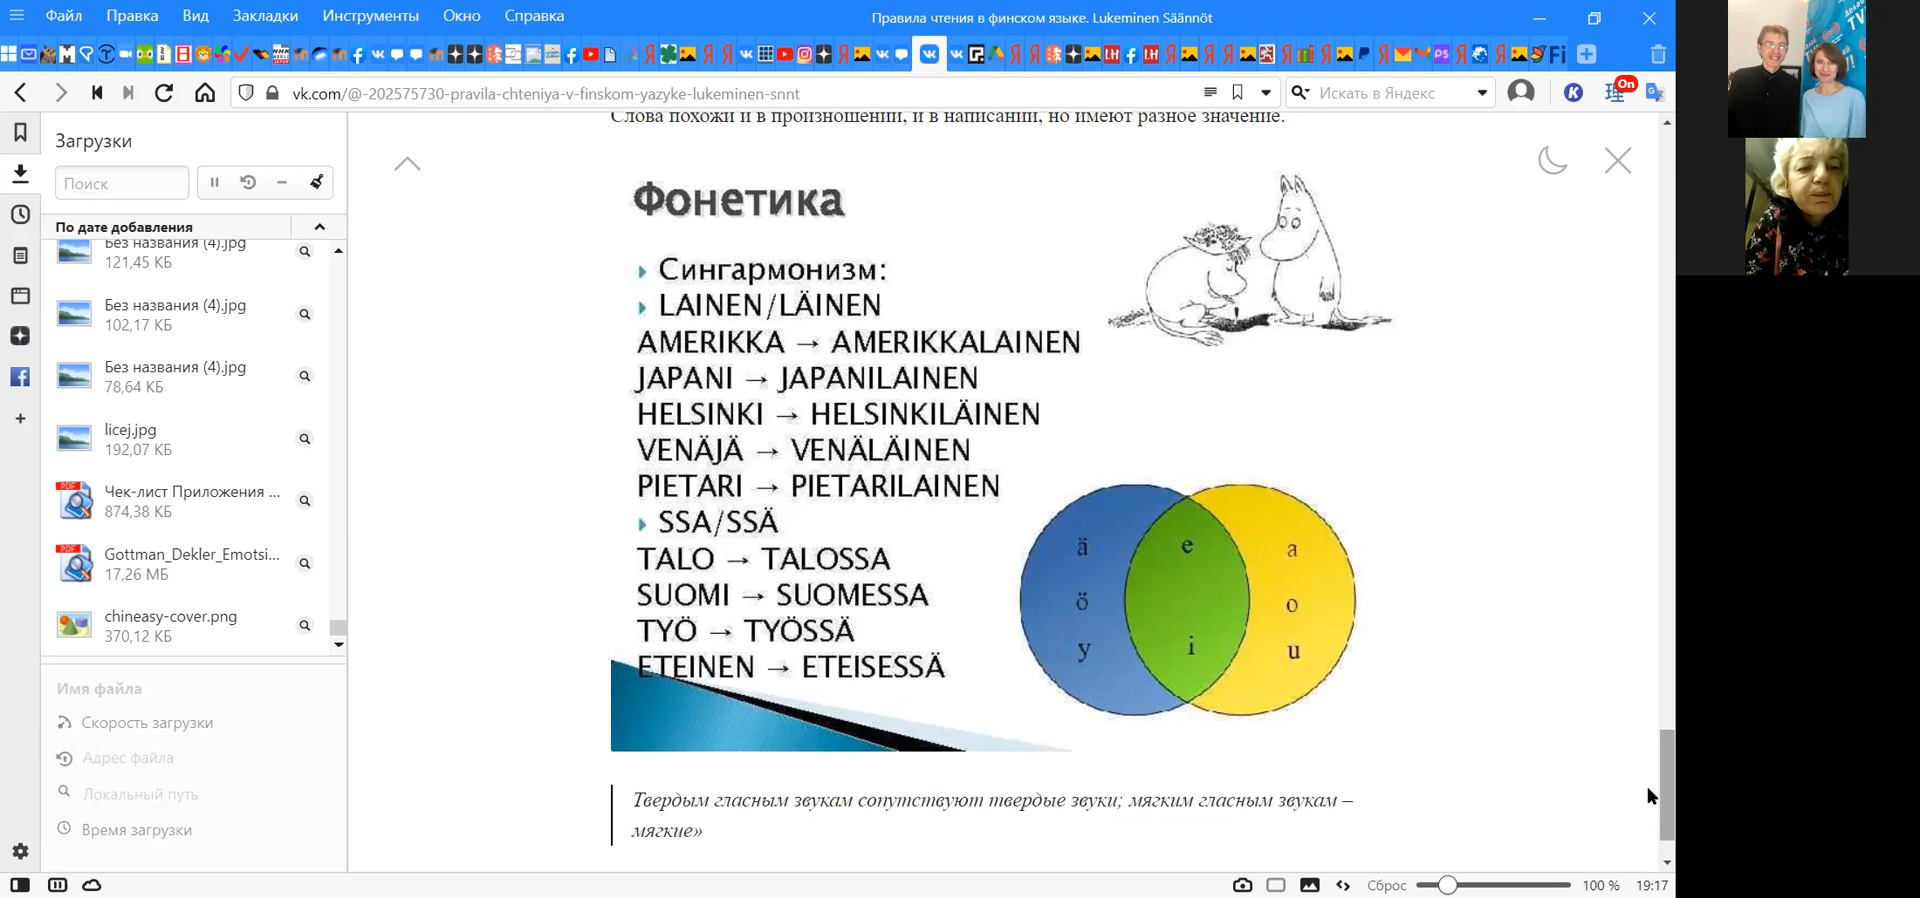 Файл Правка Вид Закладки Инструменты Окно Справка
Правила чтения в финском языке. Lukeminen Säännöt
vk.com/@-202575730-pravila-chteniya-v-finskom-yazyke-lukeminen-snnt
Искать в Яндекс
On
Загрузки
Поиск
По дате добавления
Без названия (4).jpg
121,45 КБ
Без названия (4).jpg
102,17 КБ
Без названия (4).jpg
78,64 КБ
licej.jpg
192,07 КБ
Чек-лист Приложения ...
874,38 КБ
Gottman_Dekler_Emotsi...
17,26 МБ
chineasy-cover.png
370,12 КБ
Имя файла
Скорость загрузки
Адрес файла
Локальный путь
Время загрузки
Слова похожи и в произношении, и в написании, но имеют разное значение.
Фонетика
Сингармонизм:
LAINEN/LÄINEN
AMERIKKA → AMERIKKALAINEN
JAPANI → JAPANILAINEN
HELSINKI → HELSINKILÄINEN
VENÄJÄ → VENÄLÄINEN
PIETARI → PIETARILAINEN
SSA/SSÄ
TALO → TALOSSA
SUOMI → SUOMESSA
TYÖ → TYÖSSÄ
ETEINEN → ETEISESSÄ
ä e a
ö o
y i u
Твердым гласным звукам сопутствуют твердые звуки; мягким гласным звукам –
мягкие»
Сброс 100 % 19:17